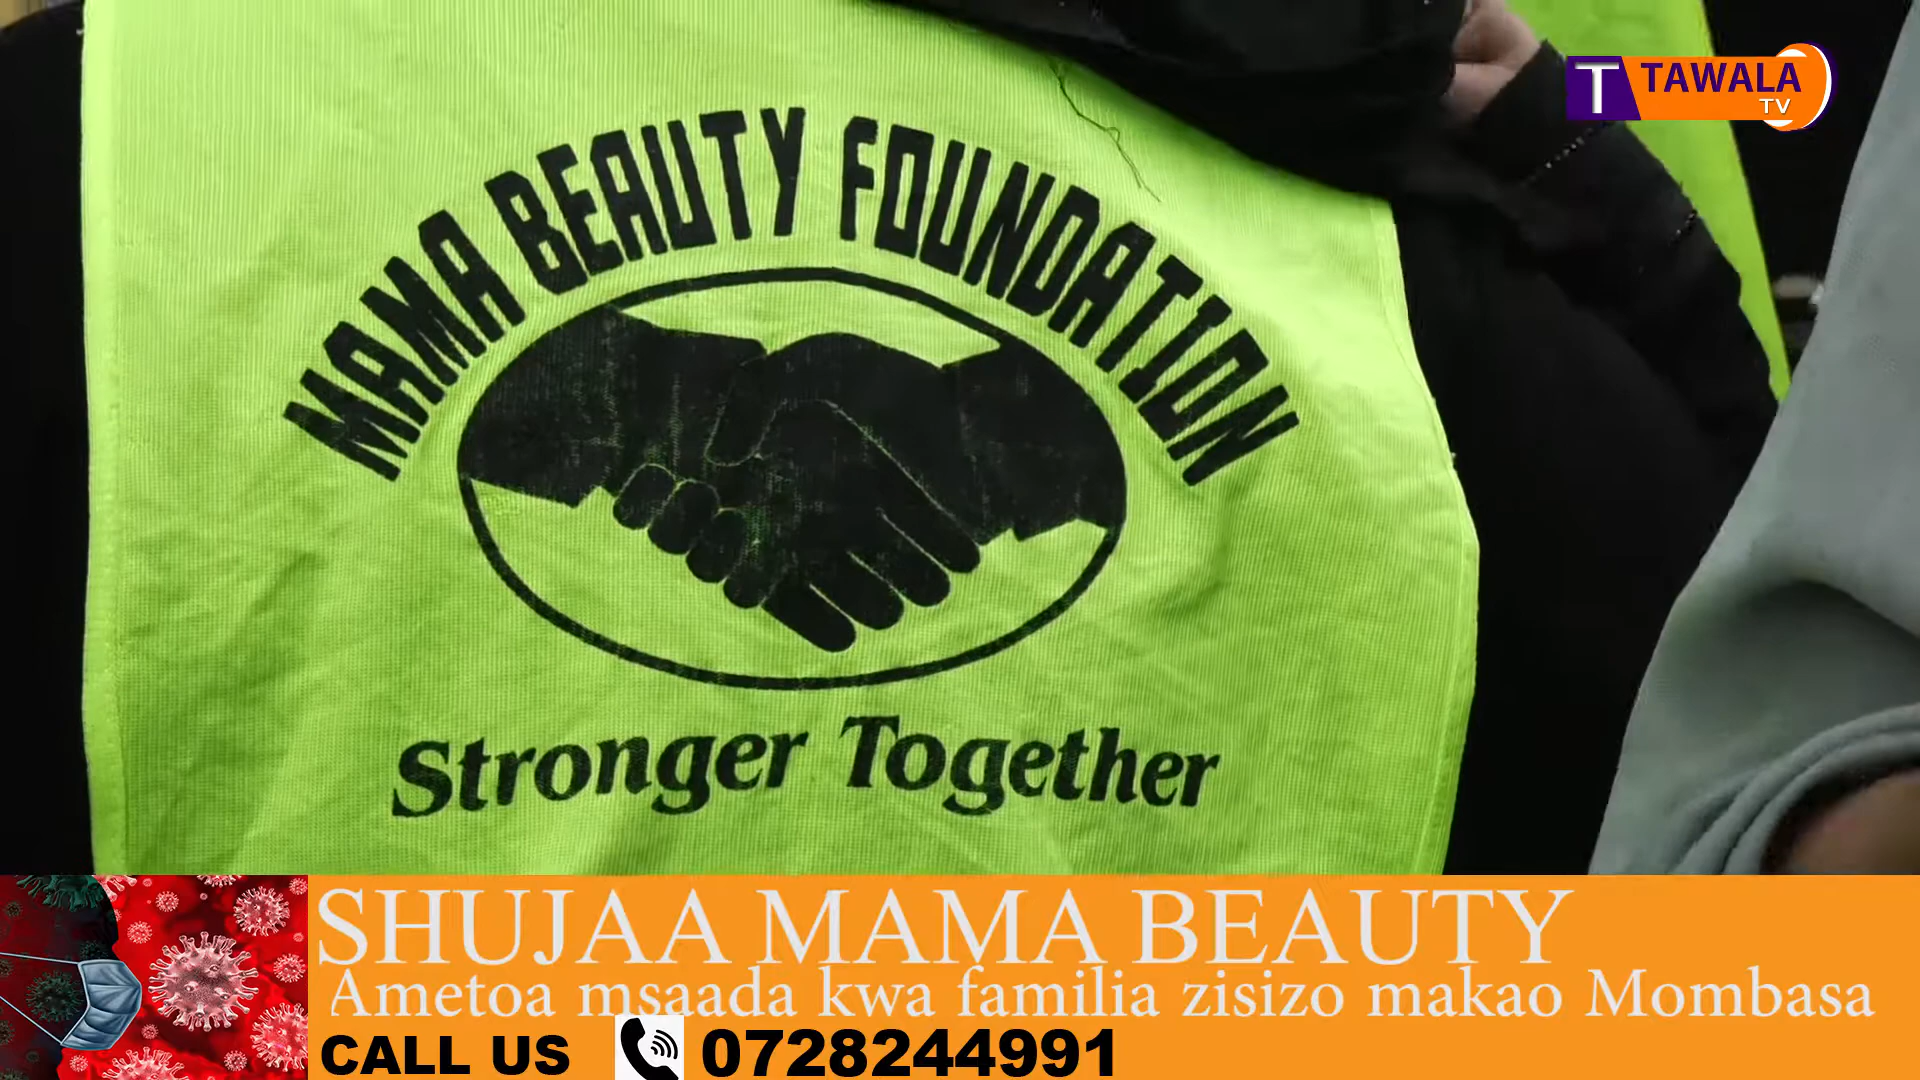 T TAWALA
TV
MAMA BEAUTY FOUNDATION
Stronger Together
SHUJAA MAMA BEAUTY
Ametoa msaada kwa familia zisizo makao Mombasa
CALL US 0728244991